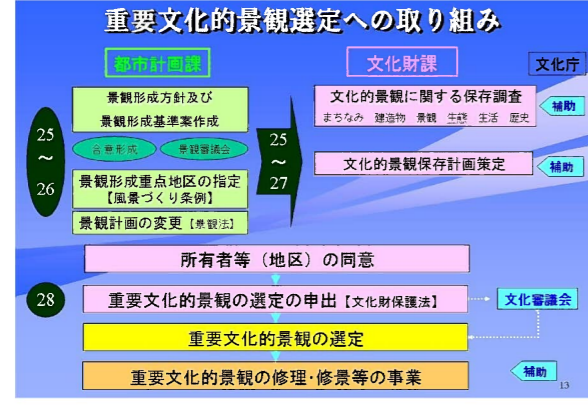 重要文化的景観選定への取り組み
都市計画課
文化財課
文化庁
景観形成方針及び
景観形成基準案作成
合意形成
景観審議会
景観形成重点地区の指定
【風景づくり条例】
景観計画の変更【景観法】
25
～
26
25
～
27
文化的景観に関する保存調査
まちなみ 建造物 景観 生態 生活 歴史
補助
文化的景観保存計画策定
補助
所有者等（地区）の同意
28
重要文化的景観の選定の申出【文化財保護法】
文化審議会
重要文化的景観の選定
重要文化的景観の修理・修景等の事業
補助
13